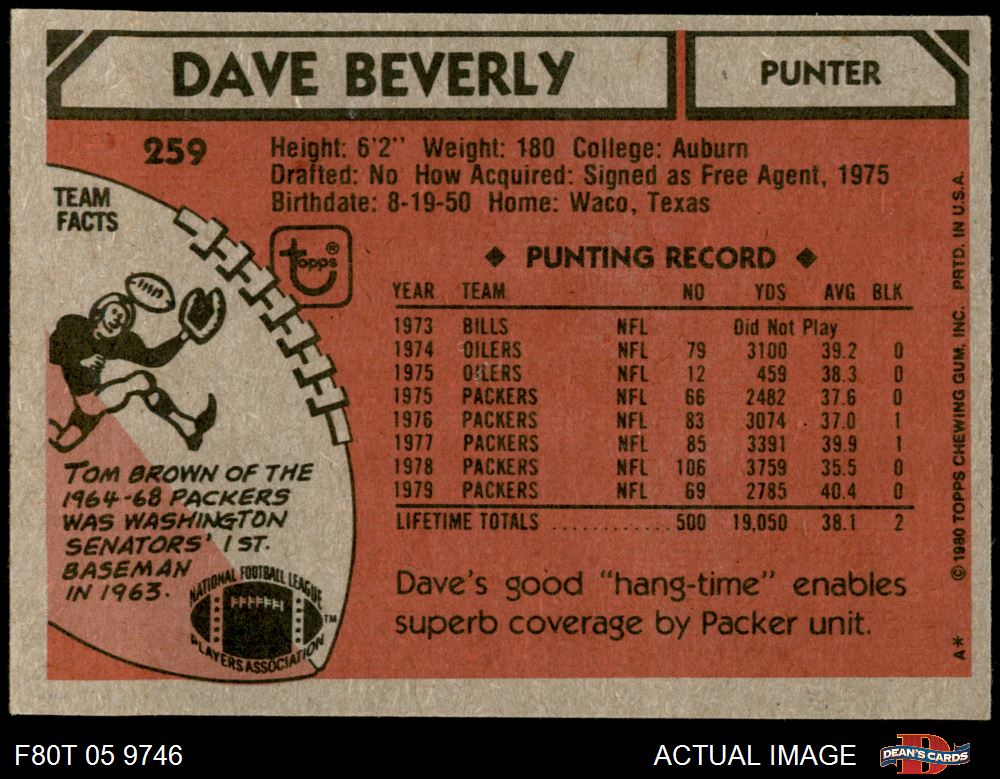 DAVE BEVERLY
PUNTER
259
Height: 6'2" Weight: 180 College: Auburn
Drafted: No How Acquired: Signed as Free Agent, 1975
Birthdate: 8-19-50 Home: Waco, Texas
TEAM
FACTS
topps®
◆ PUNTING RECORD ◆
YEAR TEAM NO YDS AVG BLK
1973 BILLS NFL Did Not Play
1974 OILERS NFL 79 3100 39.2 0
1975 OILERS NFL 12 459 38.3 0
1975 PACKERS NFL 66 2482 37.6 0
1976 PACKERS NFL 83 3074 37.0 1
1977 PACKERS NFL 85 3391 39.9 1
1978 PACKERS NFL 106 3759 35.5 0
1979 PACKERS NFL 69 2785 40.4 0
LIFETIME TOTALS ........... 500 19,050 38.1 2
TOM BROWN OF THE
1964-68 PACKERS
WAS WASHINGTON
SENATORS' 1ST.
BASEMAN
IN 1963.
NATIONAL FOOTBALL LEAGUE
PLAYERS ASSOCIATION
TM
Dave's good "hang-time" enables
superb coverage by Packer unit.
© 1980 TOPPS CHEWING GUM, INC. PRTD. IN U.S.A.
A*
F80T 05 9746
ACTUAL IMAGE
D
DEAN'S CARDS